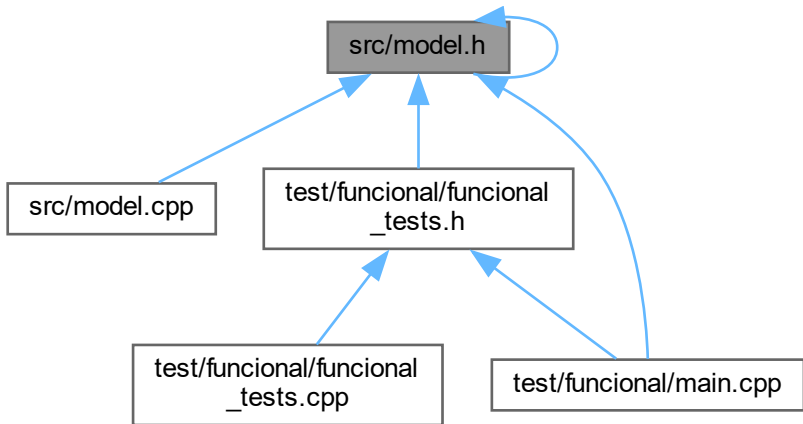 src/model.h
src/model.cpp
test/funcional/funcional
_tests.h
test/funcional/funcional
_tests.cpp
test/funcional/main.cpp